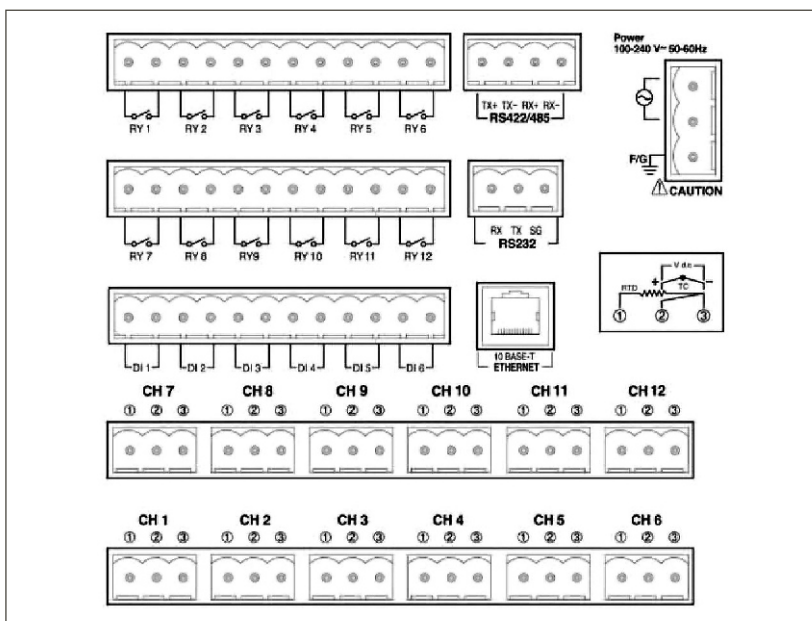 Power
100-240 V~ 50-60Hz
RY 1 RY 2 RY 3 RY 4 RY 5 RY 6
TX+ TX- RX+ RX-
RS422/485
F/G
⚠ CAUTION
RY 7 RY 8 RY9 RY 10 RY 11 RY 12
RX TX SG
RS232
V d.c
+ -
RTD TC
① ② ③
DI 1 DI 2 DI 3 DI 4 DI 5 DI 6
10 BASE-T
ETHERNET
CH 7 CH 8 CH 9 CH 10 CH 11 CH 12
① ② ③ ① ② ③ ① ② ③ ① ② ③ ① ② ③ ① ② ③
CH 1 CH 2 CH 3 CH 4 CH 5 CH 6
① ② ③ ① ② ③ ① ② ③ ① ② ③ ① ② ③ ① ② ③